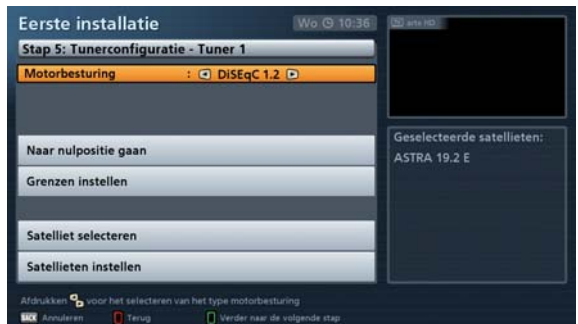 Eerste installatie
Wo 10:36
arte HD
Stap 5: Tunerconfiguratie - Tuner 1
Motorbesturing : DiSEqC 1.2
Geselecteerde satellieten:
ASTRA 19.2 E
Naar nulpositie gaan
Grenzen instellen
Satelliet selecteren
Satellieten instellen
Afdrukken voor het selecteren van het type motorbesturing
BACK Annuleren Terug Verder naar de volgende stap